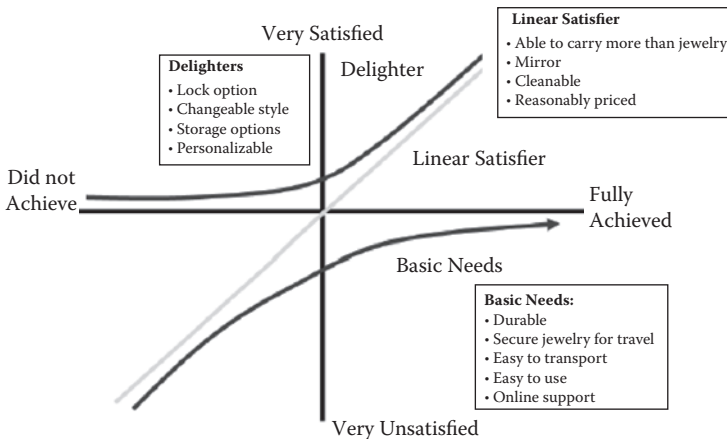 Very Satisfied
Delighter
Delighters
• Lock option
• Changeable style
• Storage options
• Personalizable
Linear Satisfier
• Able to carry more than jewelry
• Mirror
• Cleanable
• Reasonably priced
Linear Satisfier
Did not
Achieve
Fully
Achieved
Basic Needs
Basic Needs:
• Durable
• Secure jewelry for travel
• Easy to transport
• Easy to use
• Online support
Very Unsatisfied